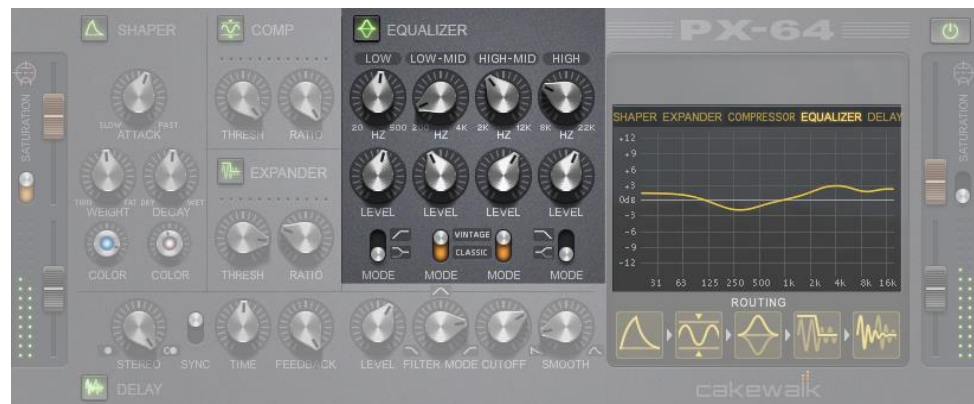 SHAPER
COMP
EQUALIZER
PX-64
LOW LOW-MID HIGH-MID HIGH
SATURATION
SLOW FAST
ATTACK
THRESH RATIO
20 500 200 4K 2K 12K 8K 22K
HZ HZ HZ HZ
SHAPER EXPANDER COMPRESSOR EQUALIZER DELAY
SATURATION
+12
+9
+6
+3
0dB
-3
-6
-9
-12
31 63 125 250 500 1k 2k 4k 8k 16k
EXPANDER
THIN FAT DRY WET
WEIGHT DECAY
LEVEL LEVEL LEVEL LEVEL
VINTAGE
CLASSIC
COLOR COLOR
THRESH RATIO
MODE MODE MODE MODE
ROUTING
STEREO SYNC TIME FEEDBACK LEVEL FILTER MODE CUTOFF SMOOTH
DELAY
cakewalk